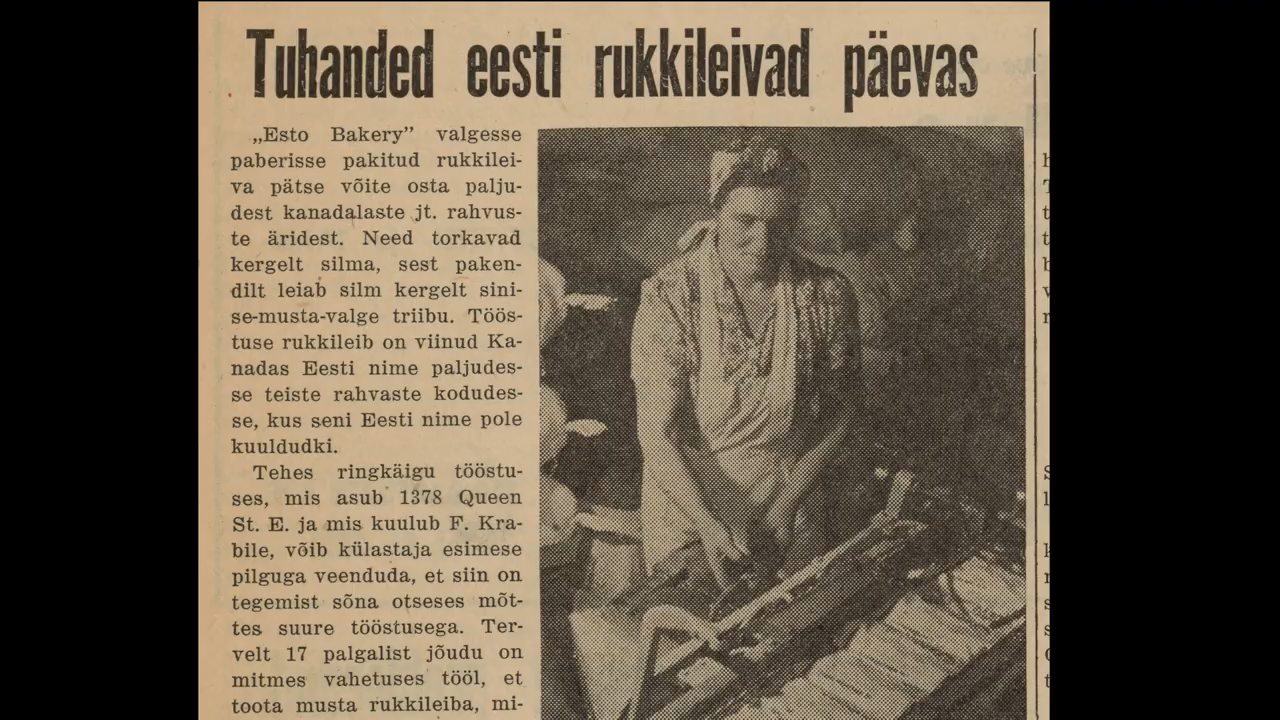 Tuhanded eesti rukkileivad päevas
„Esto Bakery” valgesse
paberisse pakitud rukkilei-
va pätse võite osta palju-
dest kanadalaste jt. rahvus-
te äridest. Need torkavad
kergelt silma, sest paken-
dilt leiab silm kergelt sini-
se-musta-valge triibu. Töös-
tuse rukkileib on viinud Ka-
nadas Eesti nime paljudes-
se teiste rahvaste kodudes-
se, kus seni Eesti nime pole
kuuldudki.
Tehes ringkäigu tööstu-
ses, mis asub 1378 Queen
St. E. ja mis kuulub F. Kra-
bile, võib külastaja esimese
pilguga veenduda, et siin on
tegemist sõna otseses mõt-
tes suure tööstusega. Ter-
velt 17 palgalist jõudu on
mitmes vahetuses tööl, et
toota musta rukkileiba, mi-